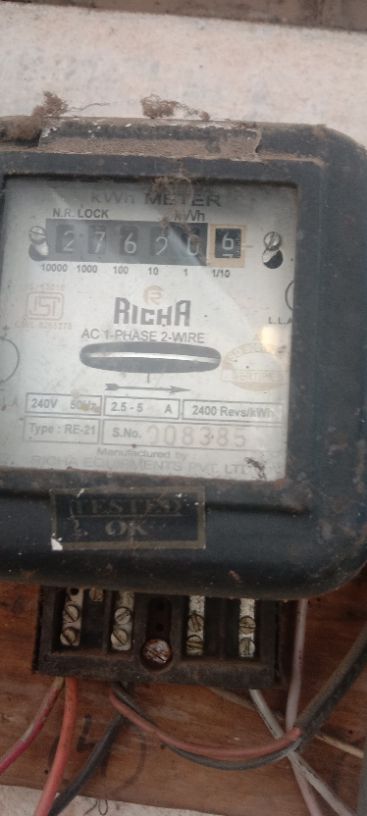 kWh METER
N.R. LOCK kWh
2 7 6 2 0 6
10000 1000 100 10 1 1/10
RICHA
AC 1-PHASE 2-WIRE
240V 50Hz 2.5 - 5 A 2400 Revs/kWh
Type : RE-21 S.No. 008385
Manufactured by
RICHA EQUIPMENTS PVT. LTD
TESTED
OK